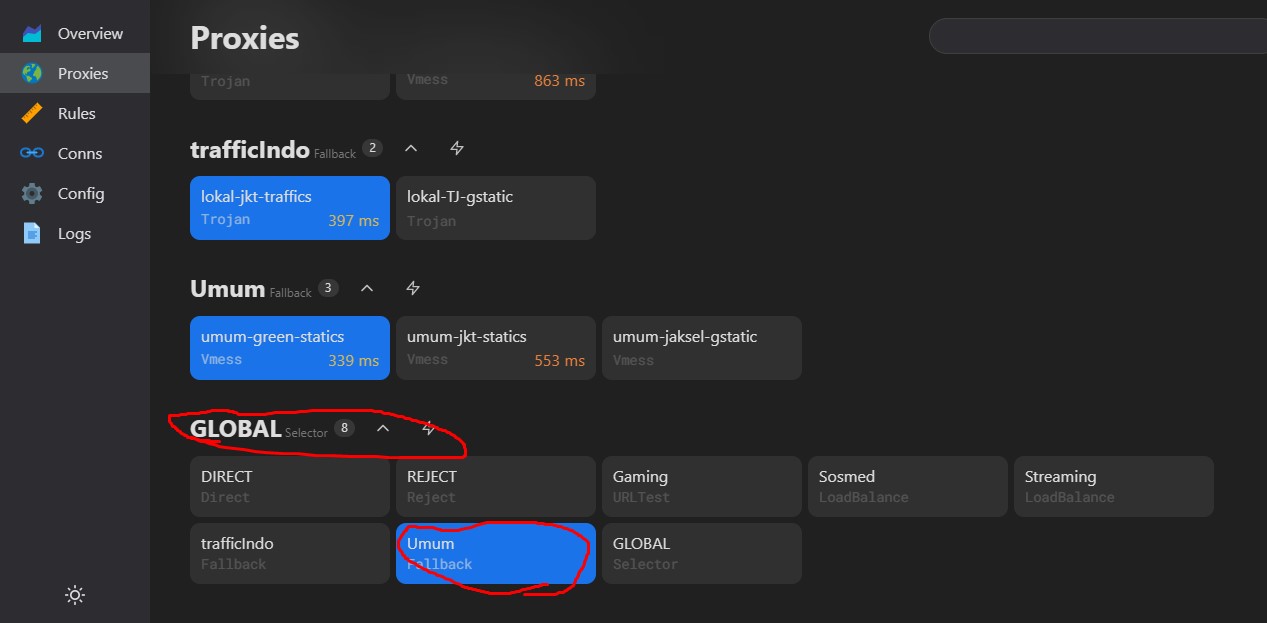 Overview
Proxies
Rules
Conns
Config
Logs
Proxies
Trojan
Vmess 863 ms
trafficIndo Fallback 2
lokal-jkt-traffics
Trojan 397 ms
lokal-TJ-gstatic
Trojan
Umum Fallback 3
umum-green-statics
Vmess 339 ms
umum-jkt-statics
Vmess 553 ms
umum-jaksel-gstatic
Vmess
GLOBAL Selector 8
DIRECT
Direct
REJECT
Reject
Gaming
URLTest
Sosmed
LoadBalance
Streaming
LoadBalance
trafficIndo
Fallback
Umum
Fallback
GLOBAL
Selector